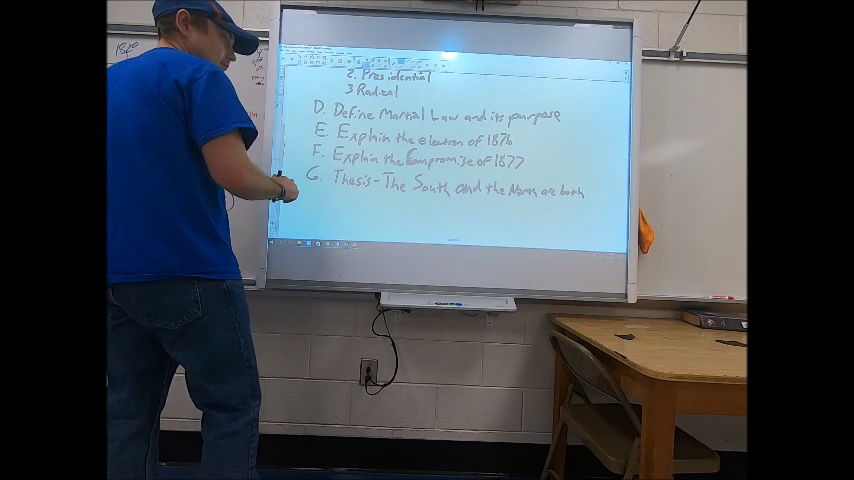 1876
2. Presidential
3 Radical
D. Define Martial Law and its purpose
E. Explain the election of 1876
F. Explain the Compromise of 1877
G. Thesis - The South and the North are both